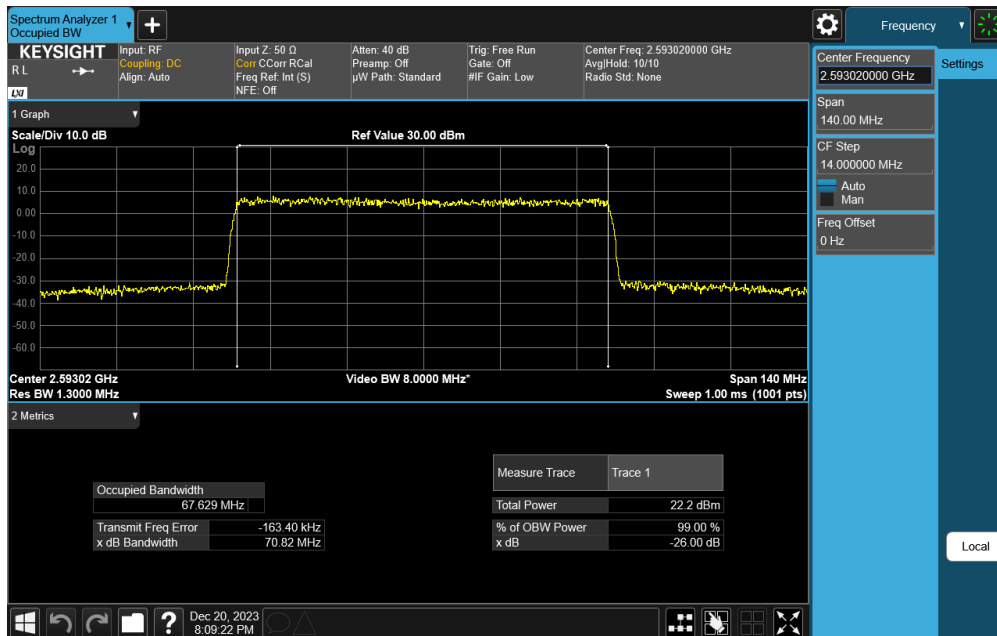 Spectrum Analyzer 1
Occupied BW
Frequency
KEYSIGHT
R L
LXI
Input: RF
Coupling: DC
Align: Auto
Input Z: 50 Ω
Corr CCorr RCal
Freq Ref: Int (S)
NFE: Off
Atten: 40 dB
Preamp: Off
µW Path: Standard
Trig: Free Run
Gate: Off
#IF Gain: Low
Center Freq: 2.593020000 GHz
Avg|Hold: 10/10
Radio Std: None
Center Frequency
2.593020000 GHz
Settings
Span
140.00 MHz
CF Step
14.000000 MHz
Auto
Man
Freq Offset
0 Hz
Local
1 Graph
Scale/Div 10.0 dB
Ref Value 30.00 dBm
Log
20.0
10.0
0.00
-10.0
-20.0
-30.0
-40.0
-50.0
-60.0
Center 2.59302 GHz
Video BW 8.0000 MHz*
Span 140 MHz
Res BW 1.3000 MHz
Sweep 1.00 ms (1001 pts)
2 Metrics
Occupied Bandwidth
67.629 MHz
Transmit Freq Error -163.40 kHz
x dB Bandwidth 70.82 MHz
Measure Trace Trace 1
Total Power 22.2 dBm
% of OBW Power 99.00 %
x dB -26.00 dB
Dec 20, 2023
8:09:22 PM